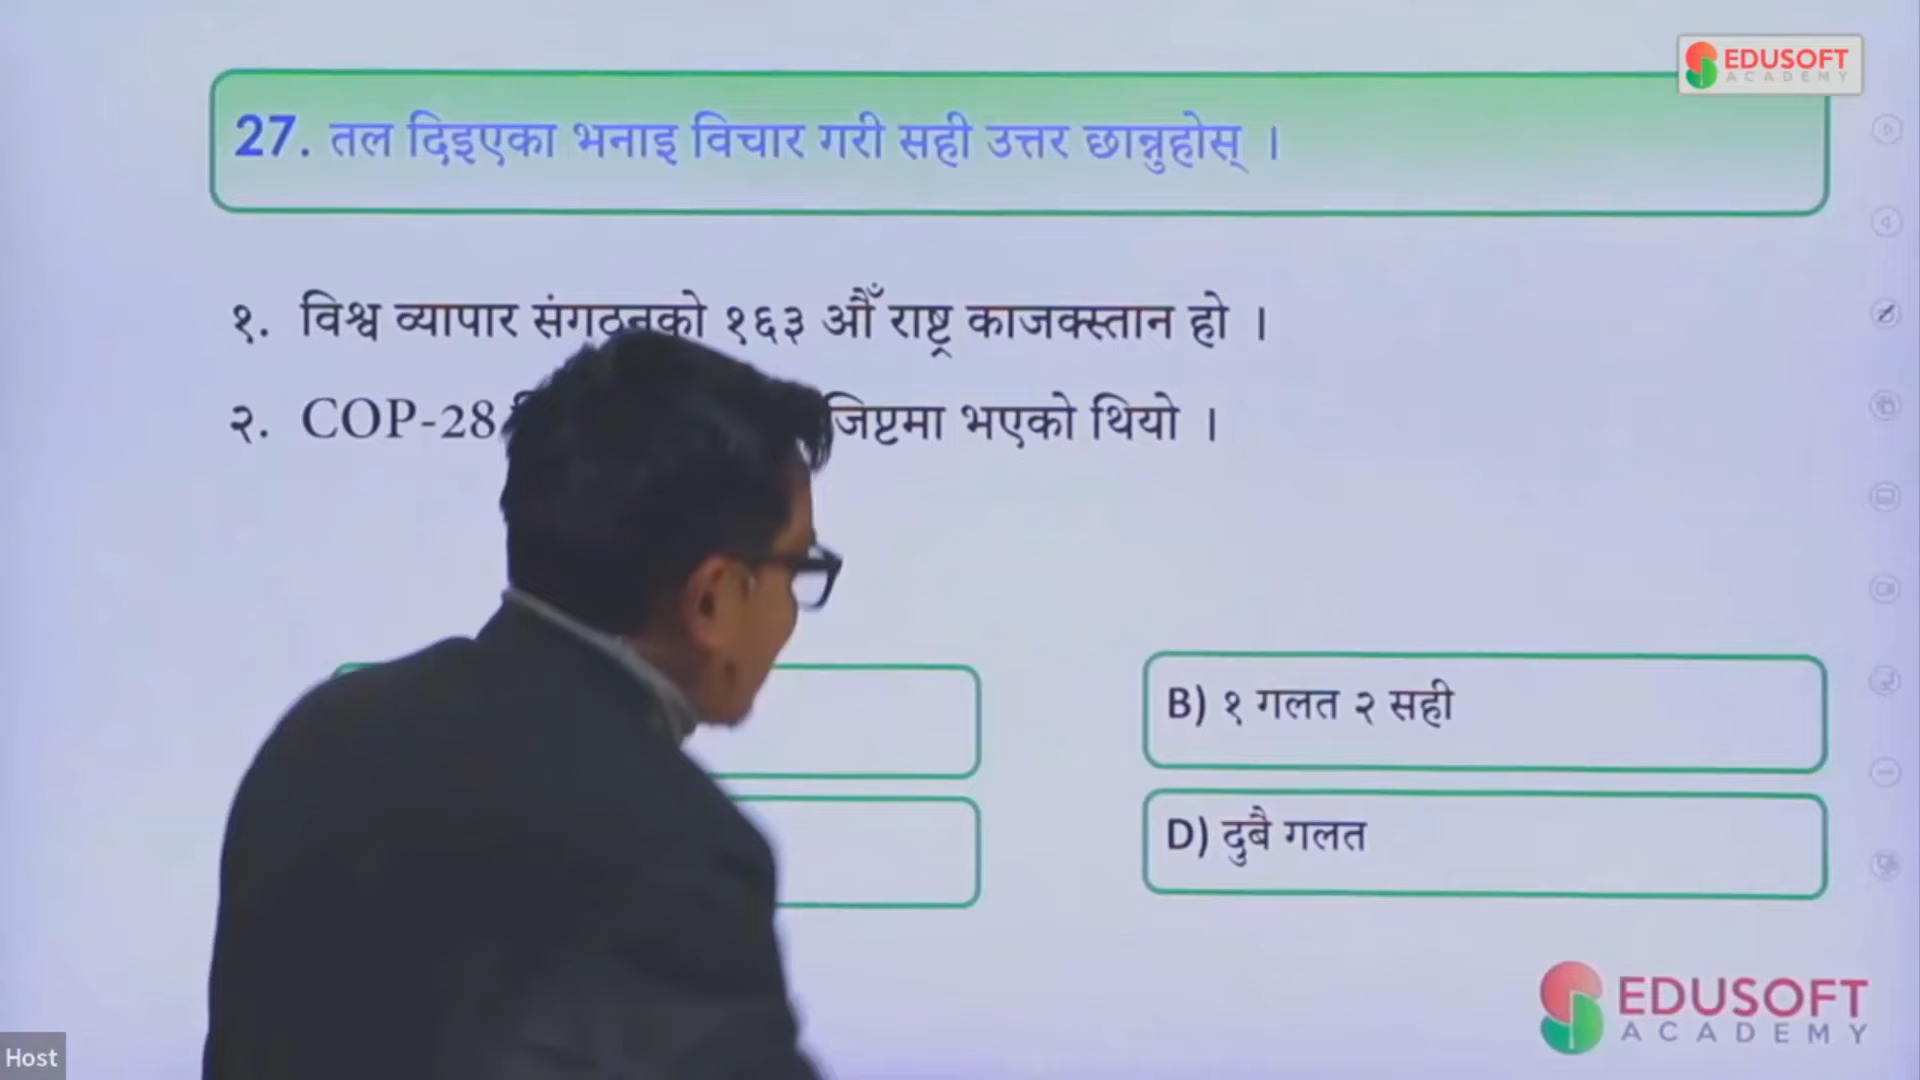 EDUSOFT
ACADEMY
27. तल दिइएका भनाइ विचार गरी सही उत्तर छान्नुहोस् ।
१. विश्व व्यापार संगठनको १६३ औँ राष्ट्र काजक्स्तान हो ।
२. COP-28 जिप्टमा भएको थियो ।
B) १ गलत २ सही
D) दुबै गलत
EDUSOFT
ACADEMY
Host